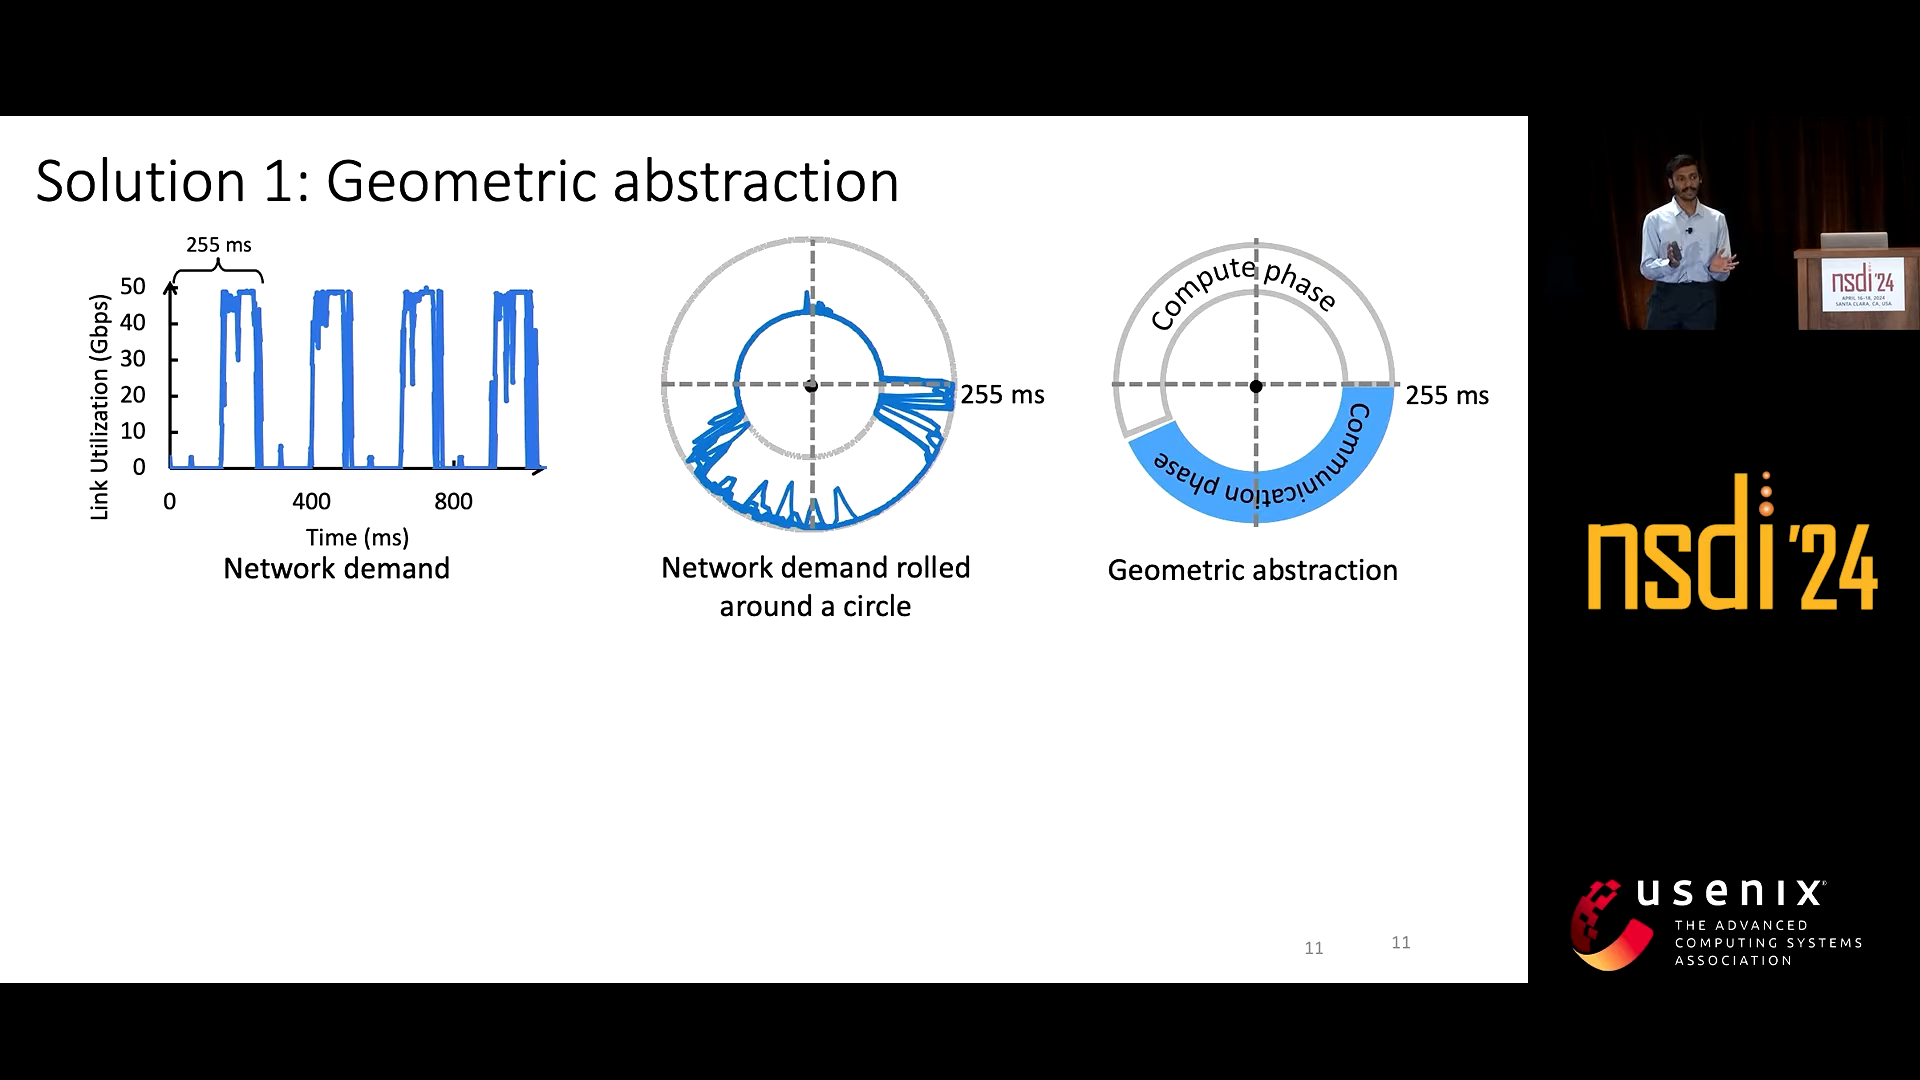 Solution 1: Geometric abstraction
255 ms
50
40
30
20
10
0
Link Utilization (Gbps)
0 400 800
Time (ms)
Network demand
255 ms
Network demand rolled
around a circle
Compute phase
Communication phase
255 ms
Geometric abstraction
11
11
nsdi '24
APRIL 16-18, 2024
SANTA CLARA, CA, USA
nsdi '24
usenix
THE ADVANCED
COMPUTING SYSTEMS
ASSOCIATION